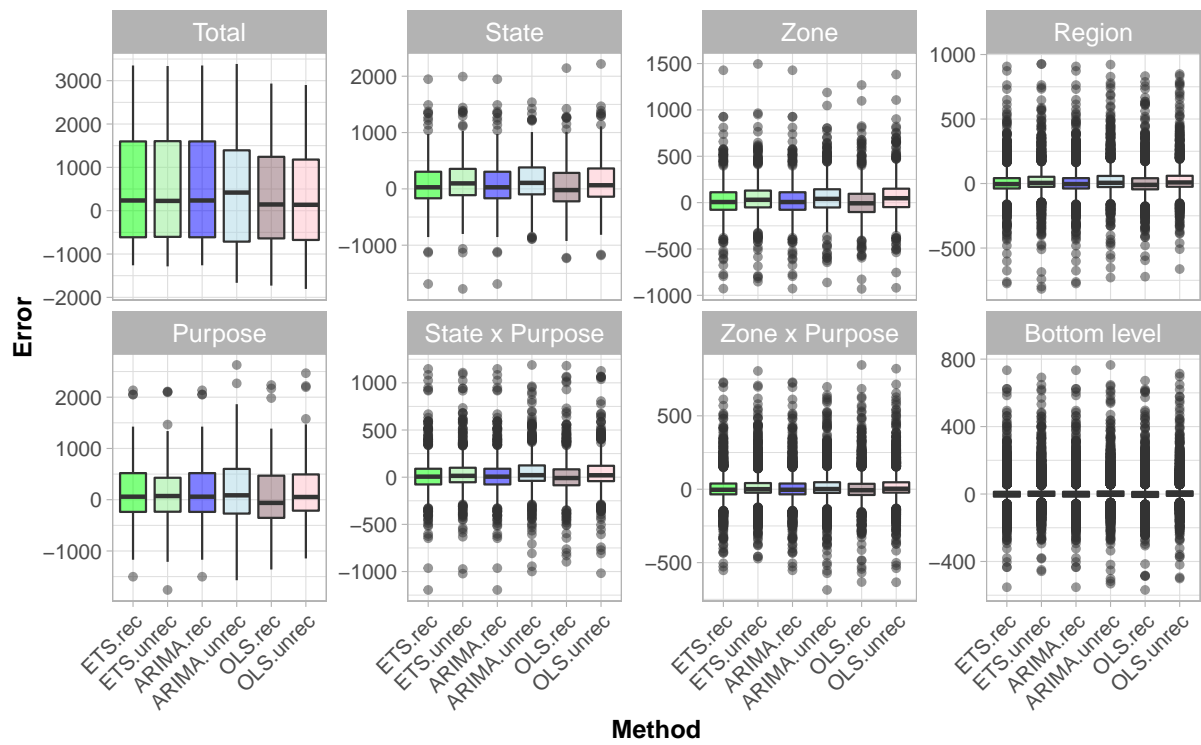 Total
State
Zone
Region
3000
2000
1000
0
−1000
−2000
2000
1000
0
−1000
1500
1000
500
0
−500
−1000
1000
500
0
−500
Error
Purpose
State x Purpose
Zone x Purpose
Bottom level
2000
1000
0
−1000
1000
500
0
−500
−1000
500
0
−500
800
400
0
−400
ETS.rec
ETS.unrec
ARIMA.rec
ARIMA.unrec
OLS.rec
OLS.unrec
ETS.rec
ETS.unrec
ARIMA.rec
ARIMA.unrec
OLS.rec
OLS.unrec
ETS.rec
ETS.unrec
ARIMA.rec
ARIMA.unrec
OLS.rec
OLS.unrec
ETS.rec
ETS.unrec
ARIMA.rec
ARIMA.unrec
OLS.rec
OLS.unrec
Method